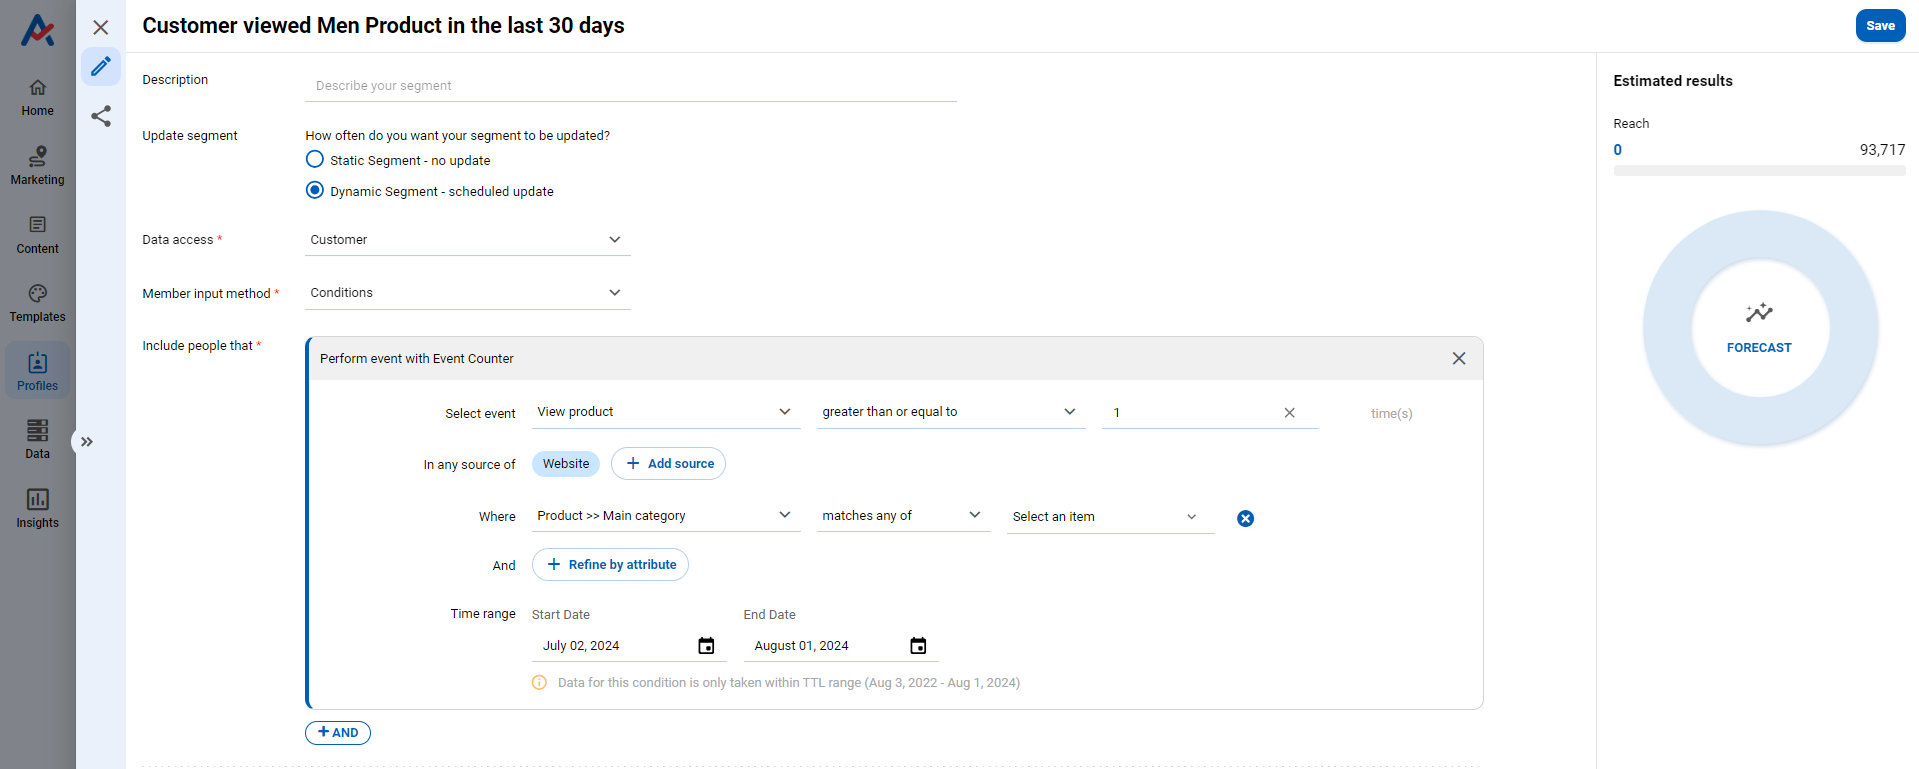 Customer viewed Men Product in the last 30 days
Save
Home
Marketing
Content
Templates
Profiles
Data
Insights
Description
Describe your segment
Update segment
How often do you want your segment to be updated?
Static Segment - no update
Dynamic Segment - scheduled update
Data access *
Customer
Member input method *
Conditions
Include people that *
Perform event with Event Counter
Select event
View product
greater than or equal to
1
time(s)
In any source of
Website
Add source
Where
Product >> Main category
matches any of
Select an item
And
Refine by attribute
Time range
Start Date
End Date
July 02, 2024
August 01, 2024
Data for this condition is only taken within TTL range (Aug 3, 2022 - Aug 1, 2024)
+ AND
Estimated results
Reach
0
93,717
FORECAST